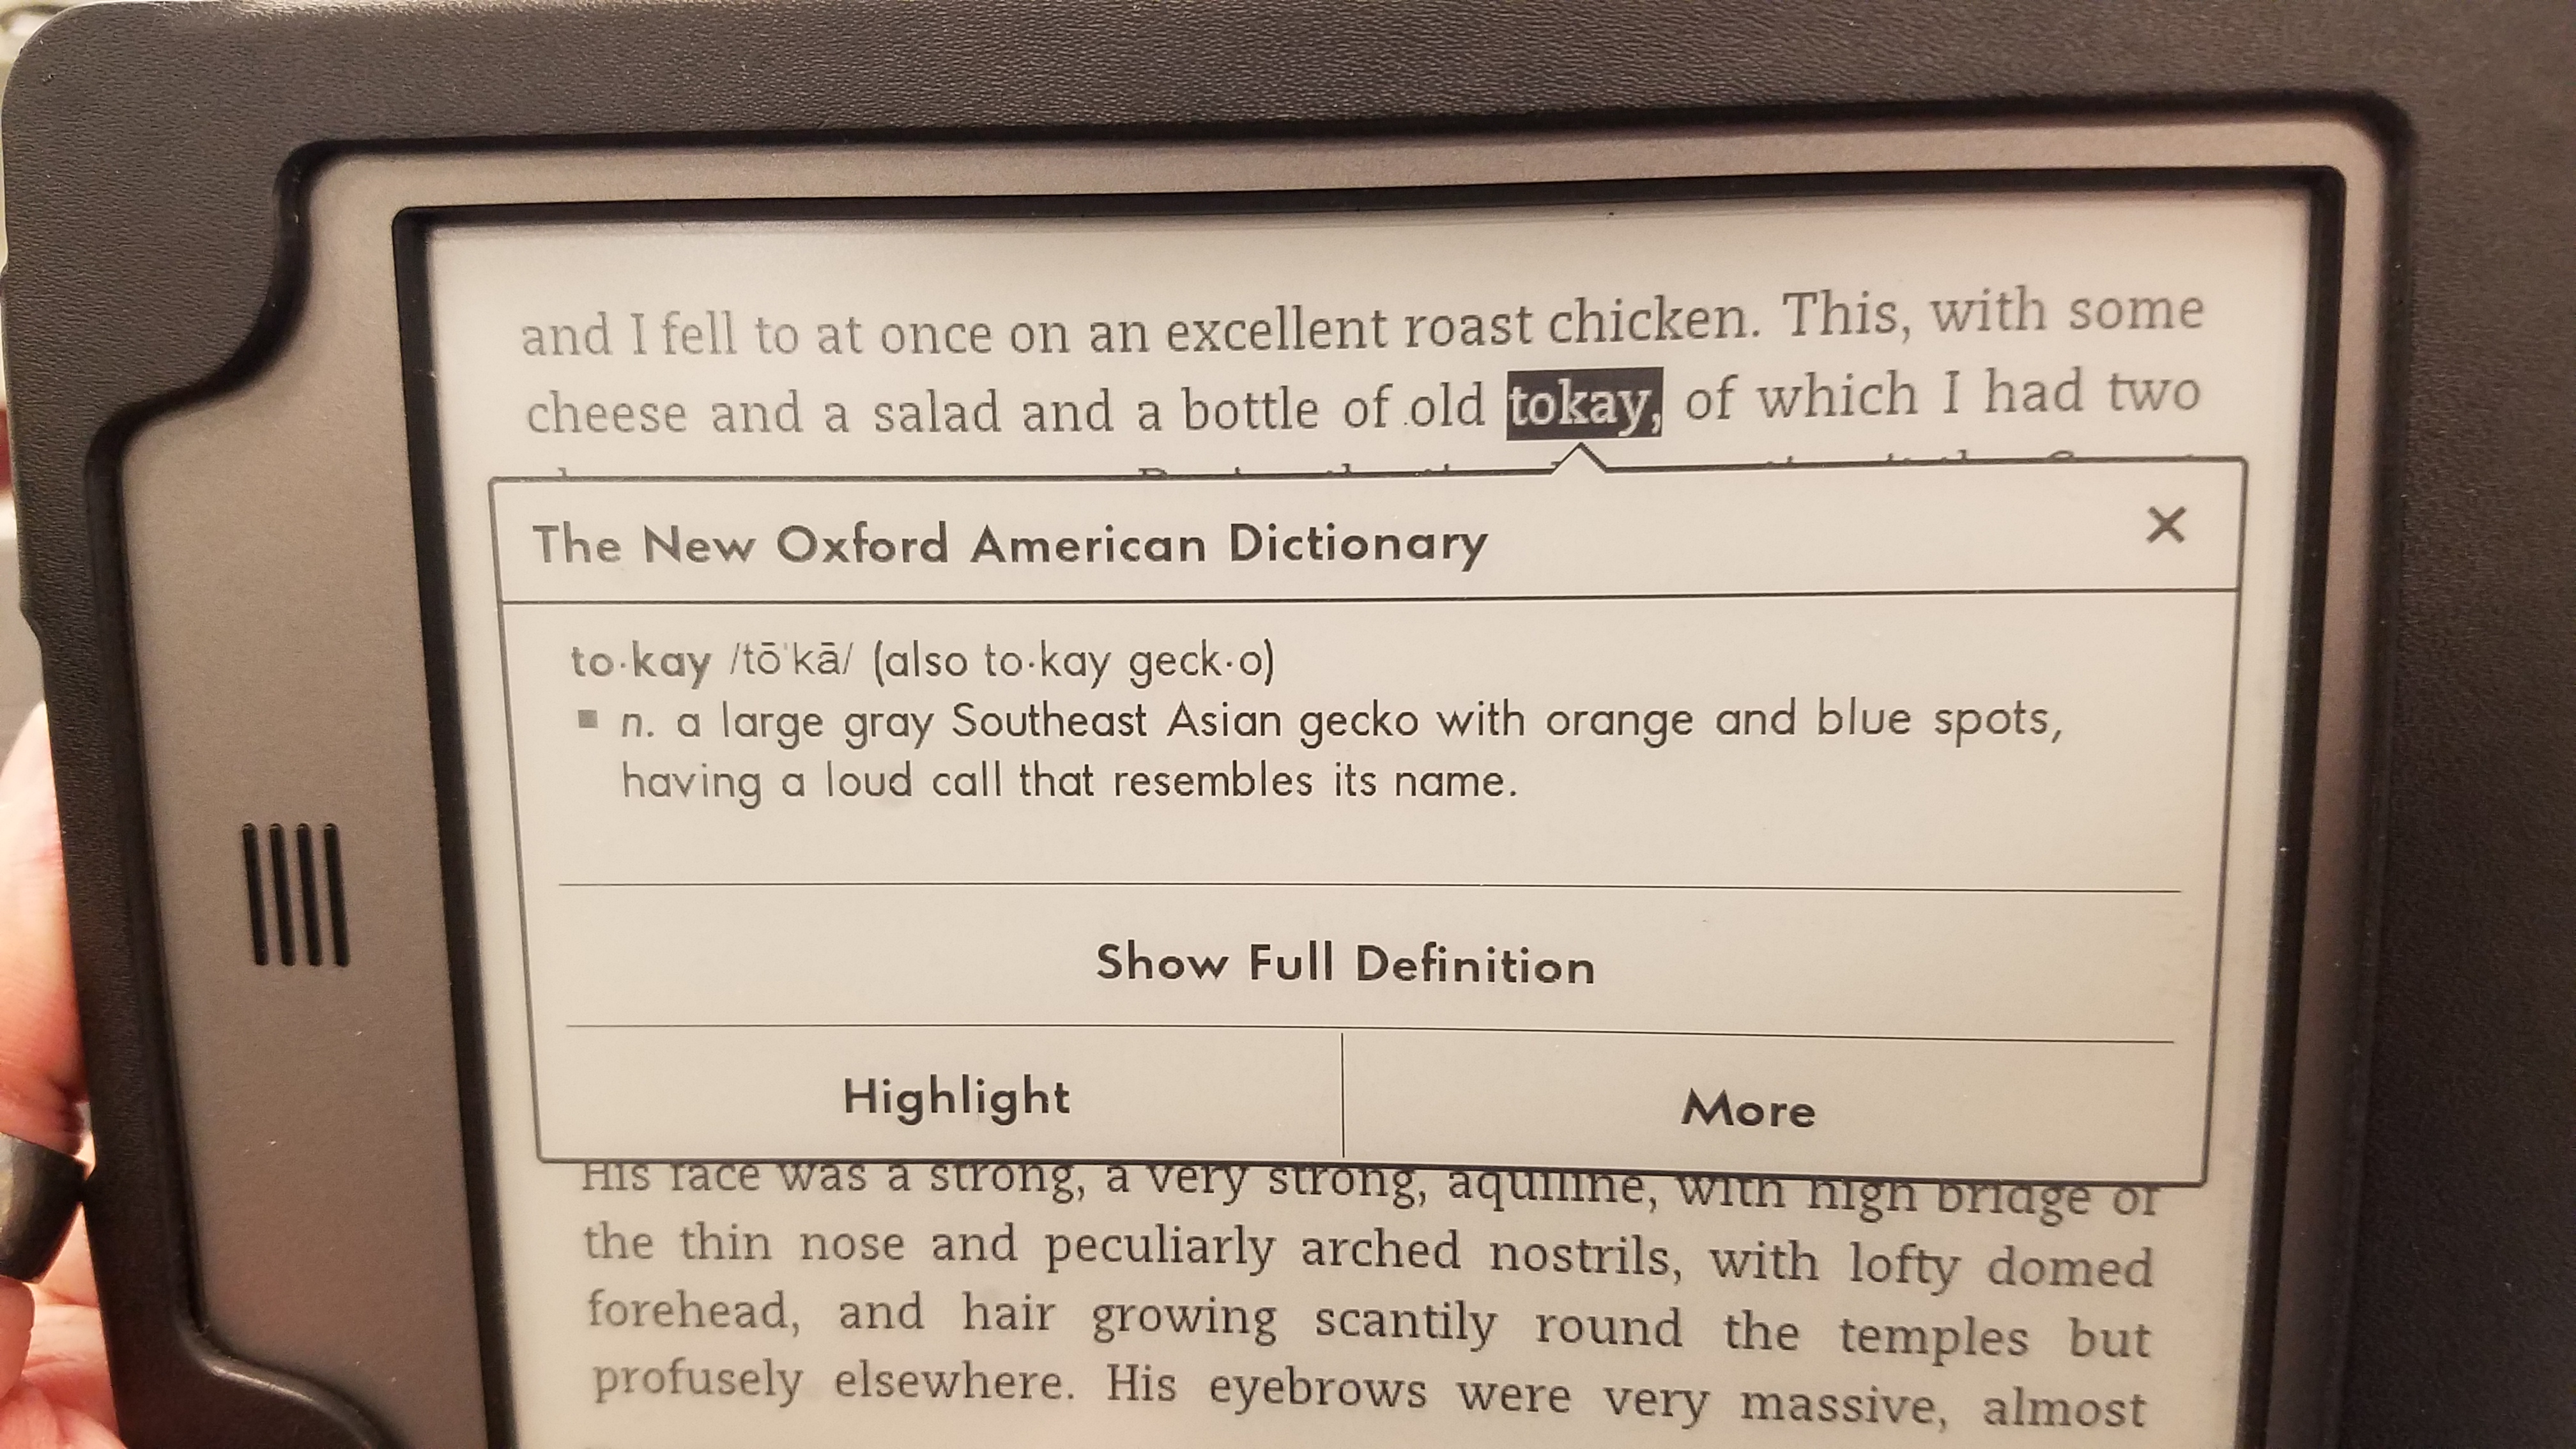 and I fell to at once on an excellent roast chicken. This, with some
cheese and a salad and a bottle of old tokay, of which I had two
The New Oxford American Dictionary
×
to·kay /tōˈkā/ (also to·kay geck·o)
▪ n. a large gray Southeast Asian gecko with orange and blue spots,
having a loud call that resembles its name.
Show Full Definition
Highlight
More
His face was a strong, a very strong, aquiline, with high bridge of
the thin nose and peculiarly arched nostrils, with lofty domed
forehead, and hair growing scantily round the temples but
profusely elsewhere. His eyebrows were very massive, almost